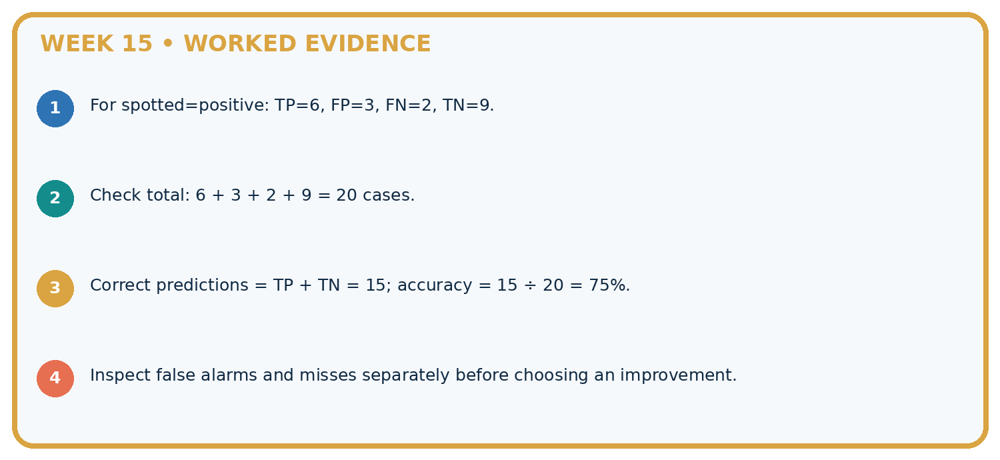 WEEK 15 • WORKED EVIDENCE
1 For spotted=positive: TP=6, FP=3, FN=2, TN=9.
2 Check total: 6 + 3 + 2 + 9 = 20 cases.
3 Correct predictions = TP + TN = 15; accuracy = 15 ÷ 20 = 75%.
4 Inspect false alarms and misses separately before choosing an improvement.